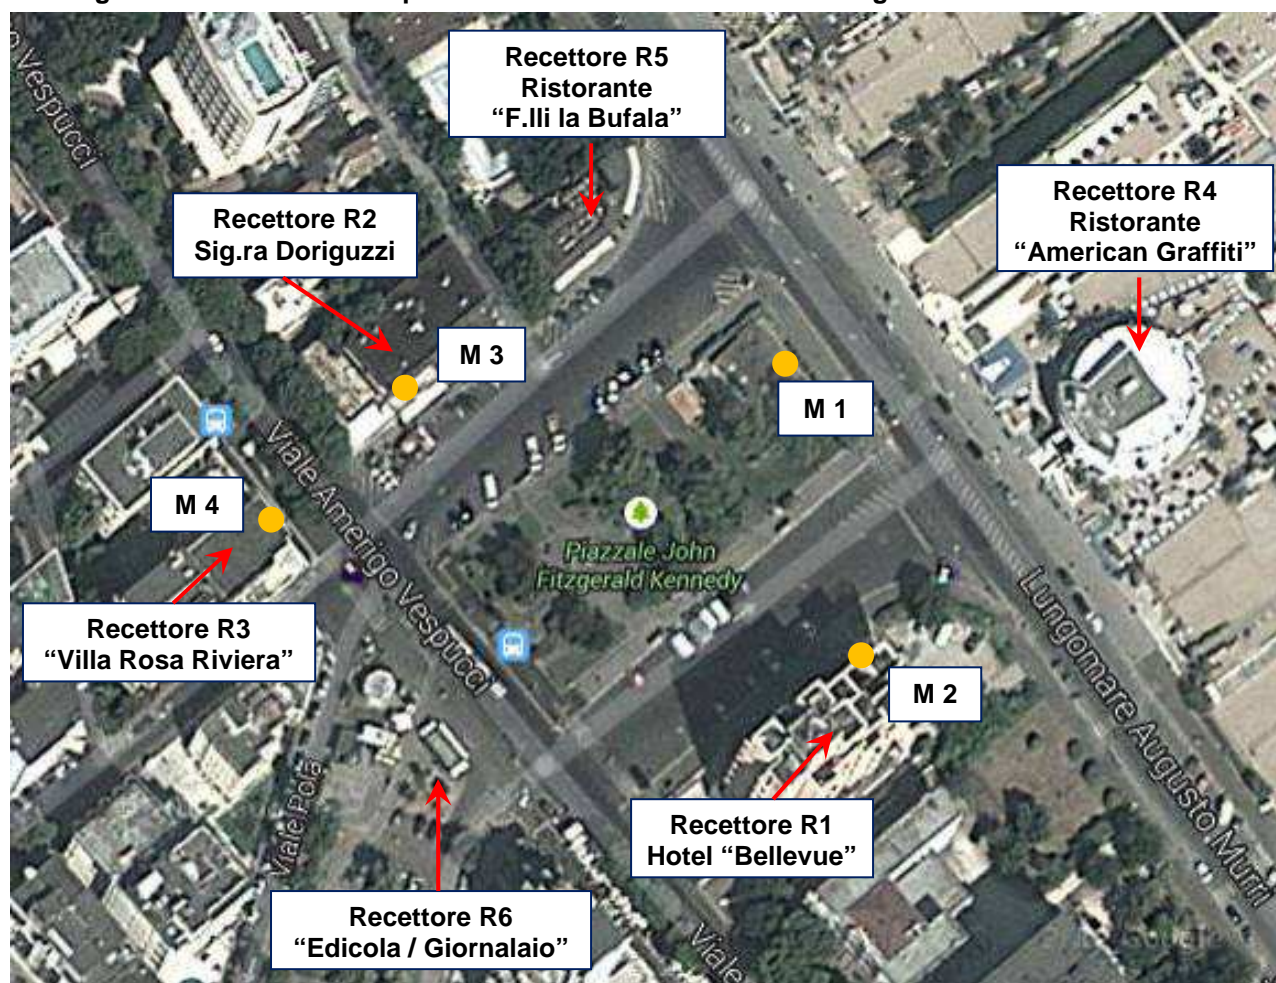 o Vespucci
Recettore R5
Ristorante
“F.lli la Bufala”
Recettore R4
Ristorante
“American Graffiti”
Recettore R2
Sig.ra Doriguzzi
M 3
M 1
Viale Amerigo Vespucci
M 4
Piazzale John
Fitzgerald Kennedy
Lungomare Augusto Murri
Recettore R3
“Villa Rosa Riviera”
M 2
Viale Pola
Recettore R1
Hotel “Bellevue”
Recettore R6
“Edicola / Giornalaio”
Viale